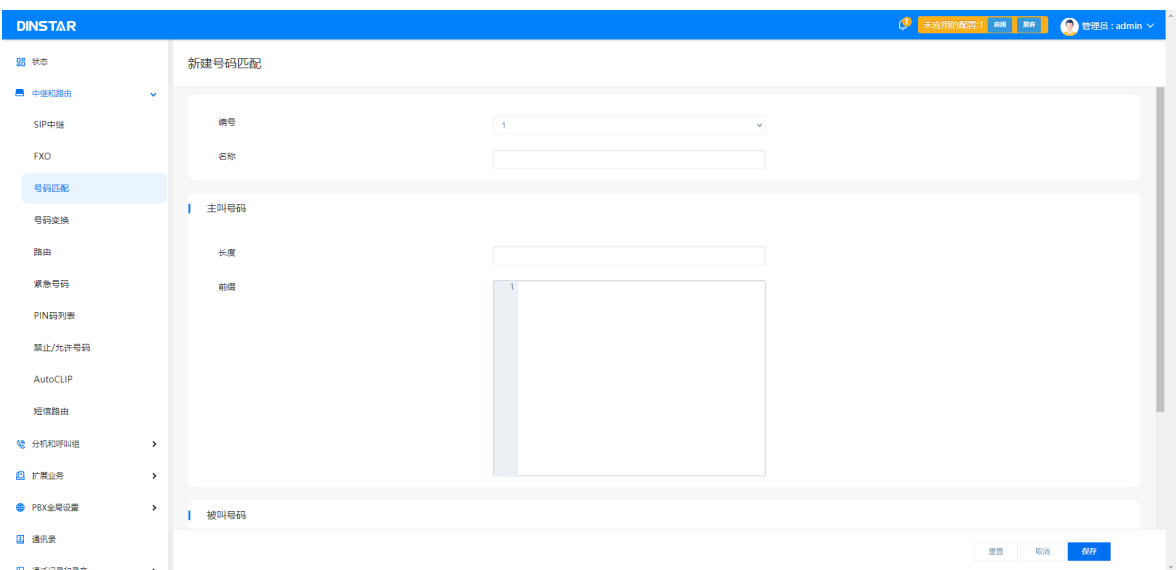 DINSTAR
未应用的配置:1 应用 放弃
管理员 : admin
状态
中继和路由
SIP中继
FXO
号码匹配
号码变换
路由
紧急号码
PIN码列表
禁止/允许号码
AutoCLIP
短信路由
分机和呼叫组
扩展业务
PBX全局设置
通讯录
新建号码匹配
编号
1
名称
主叫号码
长度
前缀
1
被叫号码
重置 取消 保存